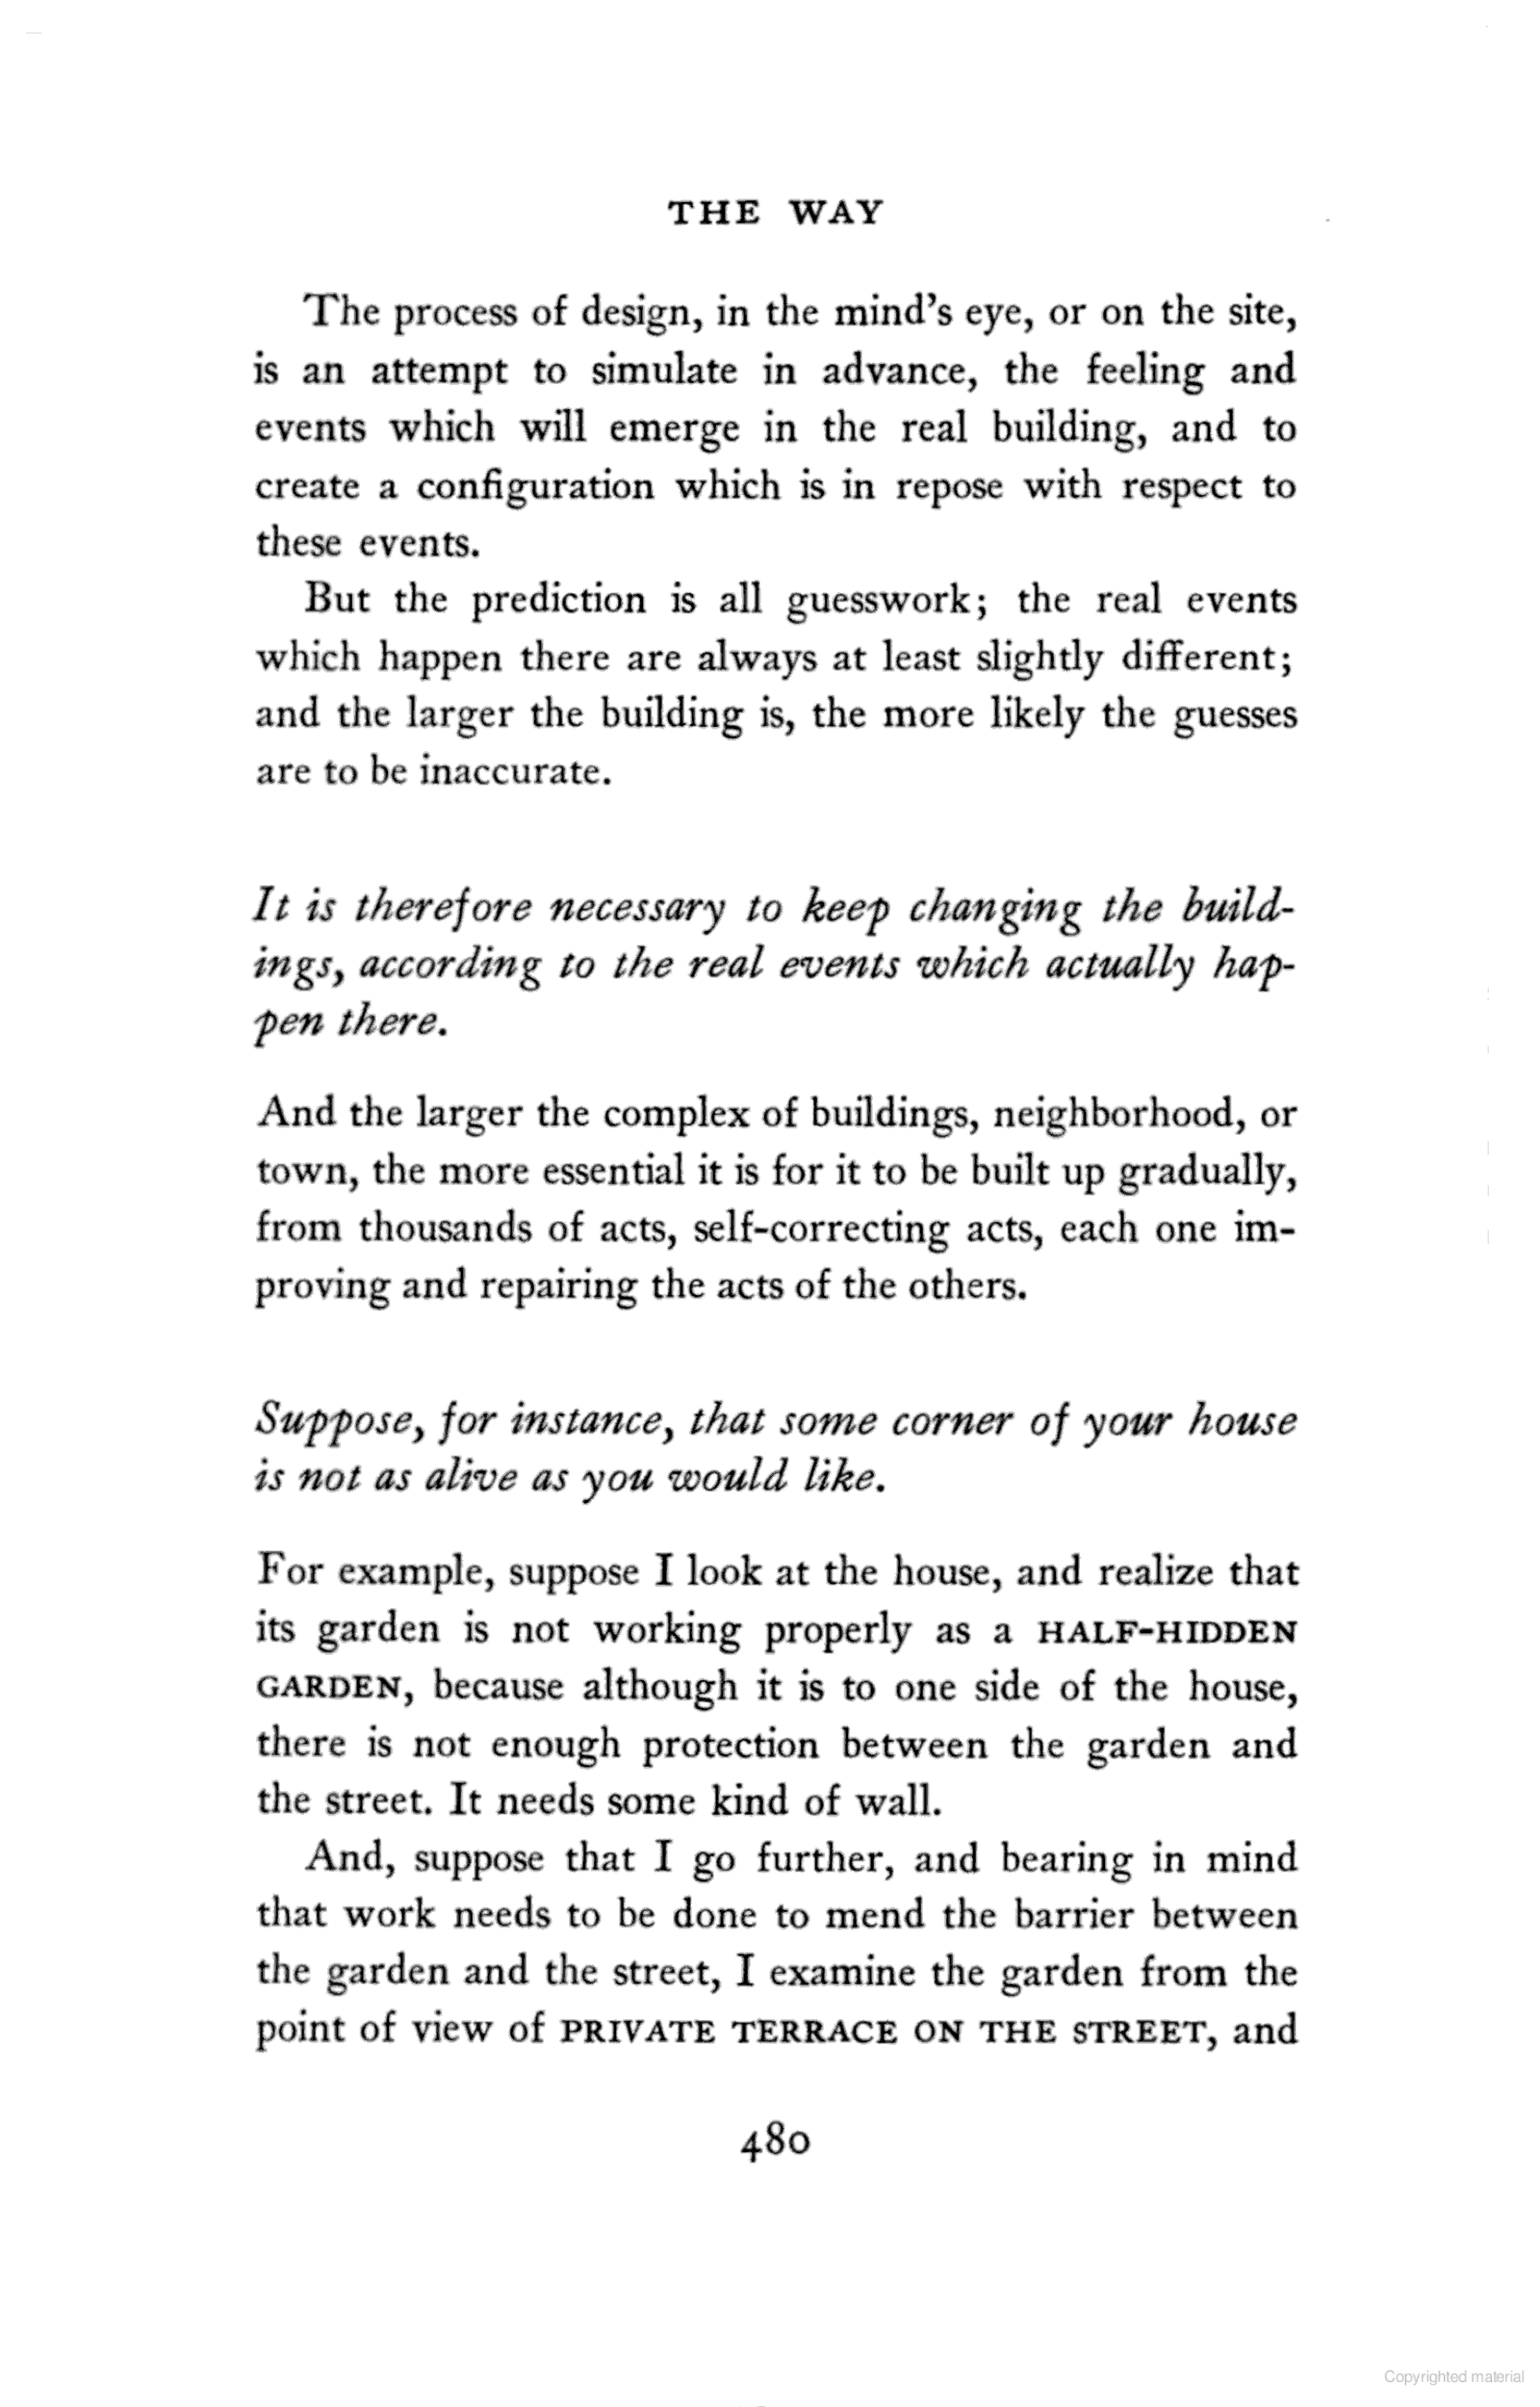 THE WAY
The process of design, in the mind's eye, or on the site,
is an attempt to simulate in advance, the feeling and
events which will emerge in the real building, and to
create a configuration which is in repose with respect to
these events.
But the prediction is all guesswork; the real events
which happen there are always at least slightly different;
and the larger the building is, the more likely the guesses
are to be inaccurate.
It is therefore necessary to keep changing the build-
ings, according to the real events which actually hap-
pen there.
And the larger the complex of buildings, neighborhood, or
town, the more essential it is for it to be built up gradually,
from thousands of acts, self-correcting acts, each one im-
proving and repairing the acts of the others.
Suppose, for instance, that some corner of your house
is not as alive as you would like.
For example, suppose I look at the house, and realize that
its garden is not working properly as a HALF-HIDDEN
GARDEN, because although it is to one side of the house,
there is not enough protection between the garden and
the street. It needs some kind of wall.
And, suppose that I go further, and bearing in mind
that work needs to be done to mend the barrier between
the garden and the street, I examine the garden from the
point of view of PRIVATE TERRACE ON THE STREET, and
480
Copyrighted material